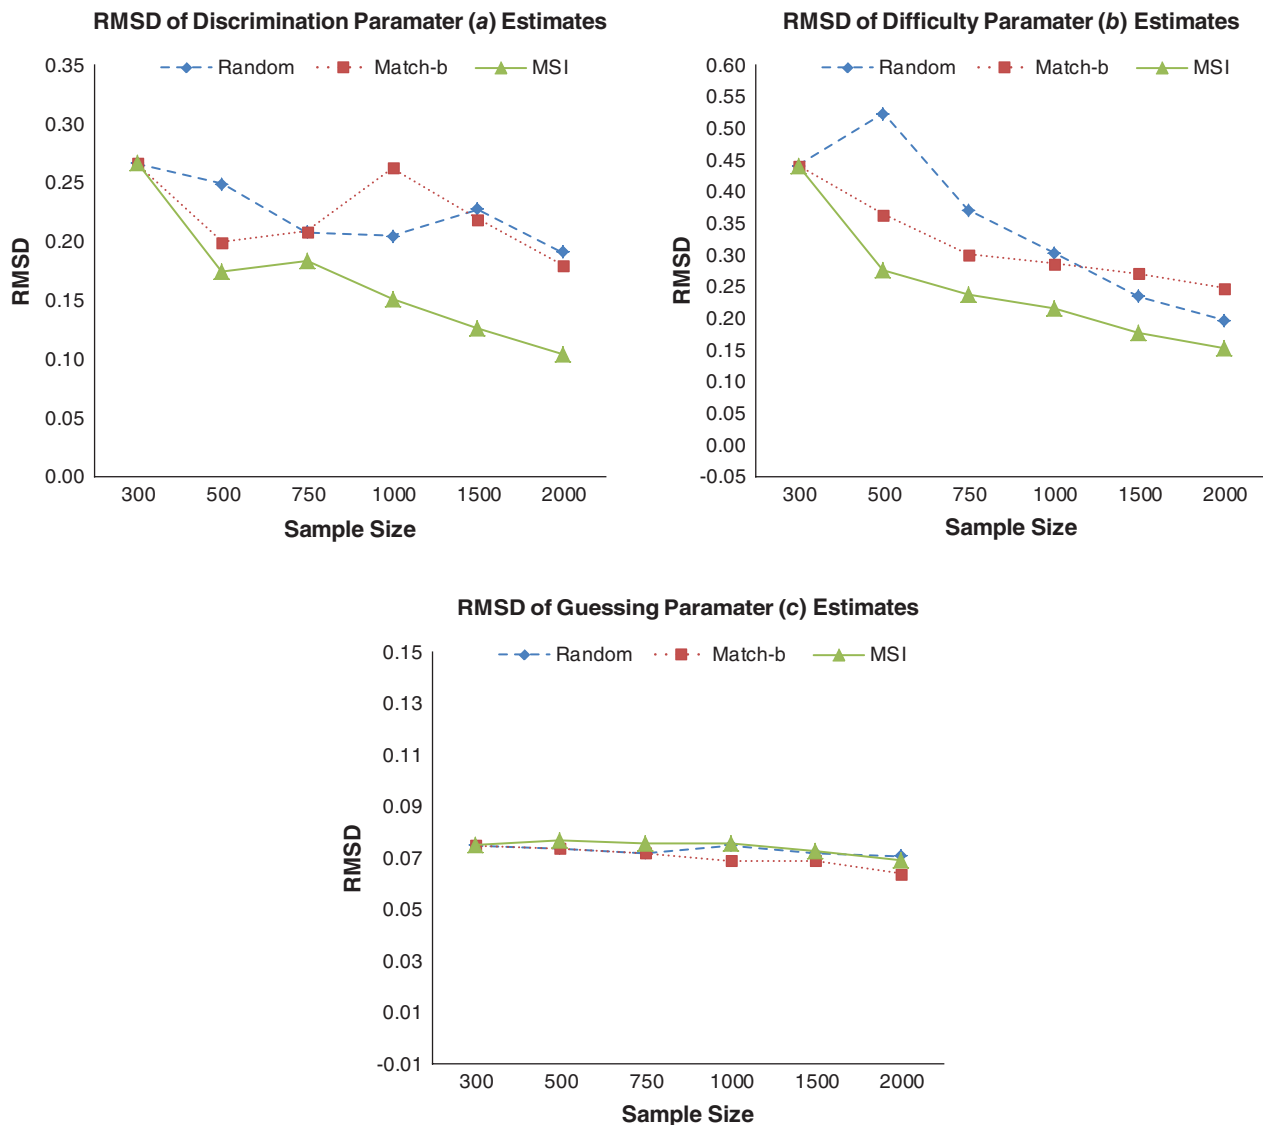 RMSD of Discrimination Paramater (a) Estimates
Random Match-b MSI
0.35
0.30
0.25
0.20
0.15
0.10
0.05
0.00
RMSD
300 500 750 1000 1500 2000
Sample Size
RMSD of Difficulty Paramater (b) Estimates
Random Match-b MSI
0.60
0.55
0.50
0.45
0.40
0.35
0.30
0.25
0.20
0.15
0.10
0.05
0.00
-0.05
RMSD
300 500 750 1000 1500 2000
Sample Size
RMSD of Guessing Paramater (c) Estimates
Random Match-b MSI
0.15
0.13
0.11
0.09
0.07
0.05
0.03
0.01
-0.01
RMSD
300 500 750 1000 1500 2000
Sample Size